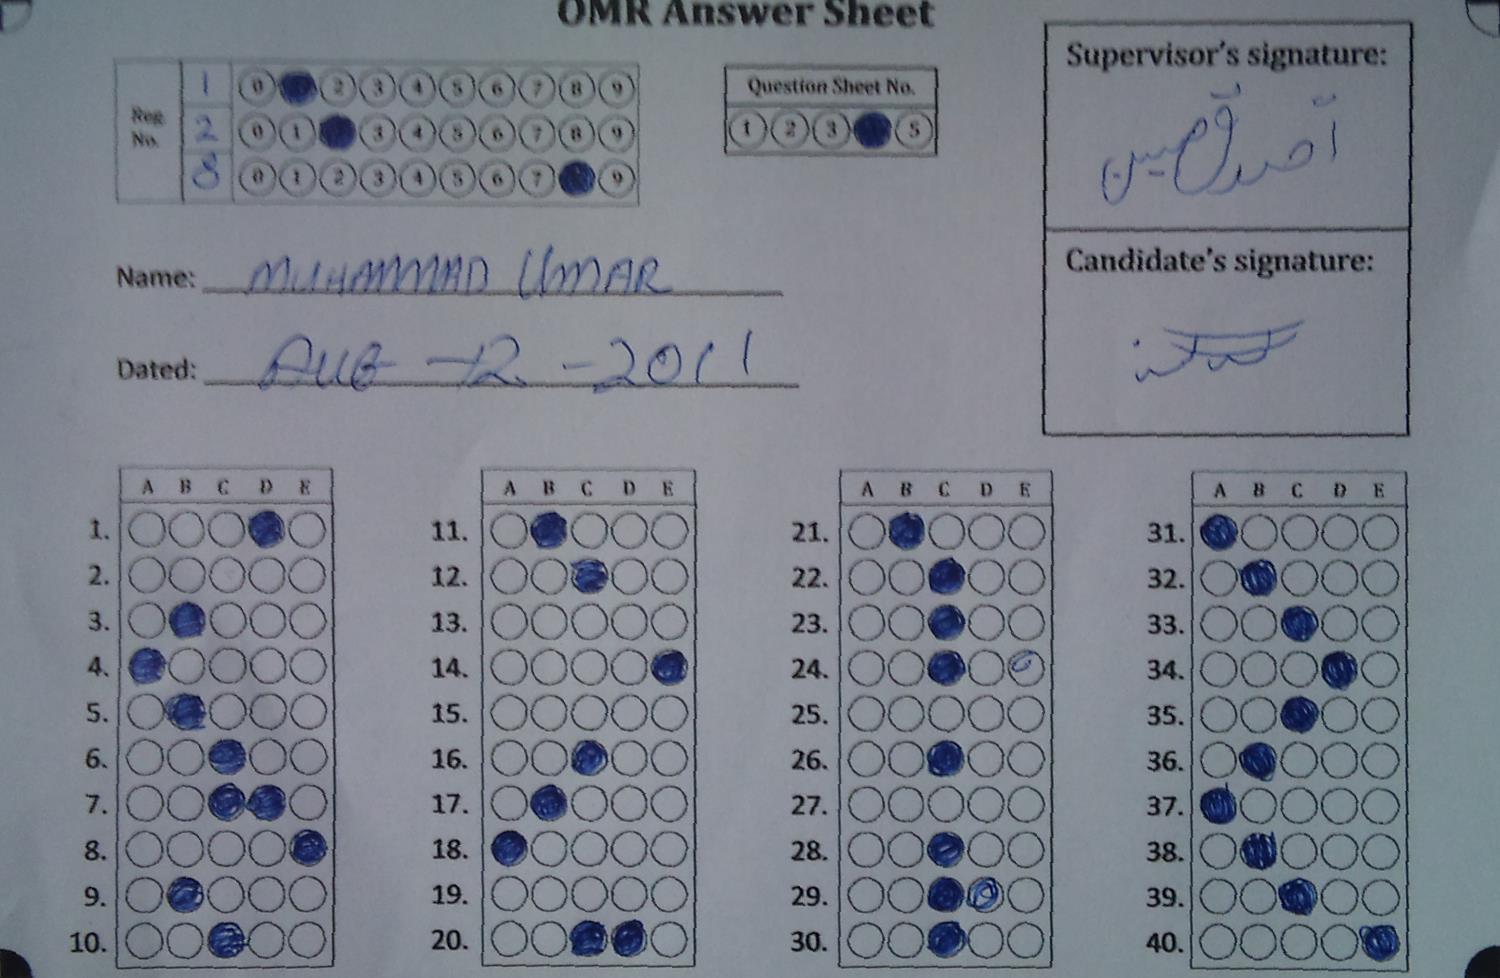 OMR Answer Sheet
Reg. No.
1 0 2 3 4 5 6 7 8 9
2 0 1 3 4 5 6 7 8 9
8 0 1 2 3 4 5 6 7 9
Question Sheet No.
1 2 3 5
Supervisor's signature:
Candidate's signature:
Name: MUHAMMAD UMAR
Dated: AUG -12 -2011
A B C D E
1.
2.
3.
4.
5.
6.
7.
8.
9.
10.
A B C D E
11.
12.
13.
14.
15.
16.
17.
18.
19.
20.
A B C D E
21.
22.
23.
24.
25.
26.
27.
28.
29.
30.
A B C D E
31.
32.
33.
34.
35.
36.
37.
38.
39.
40.